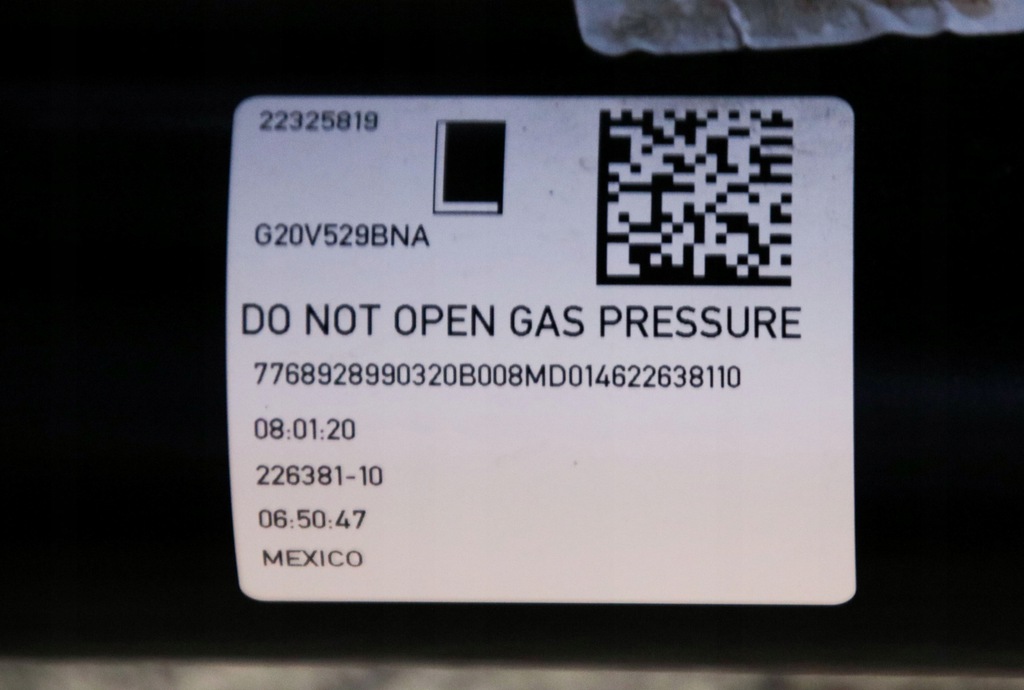 22325819
G20V529BNA
DO NOT OPEN GAS PRESSURE
7768928990320B008MD014622638110
08:01:20
226381-10
06:50:47
MEXICO